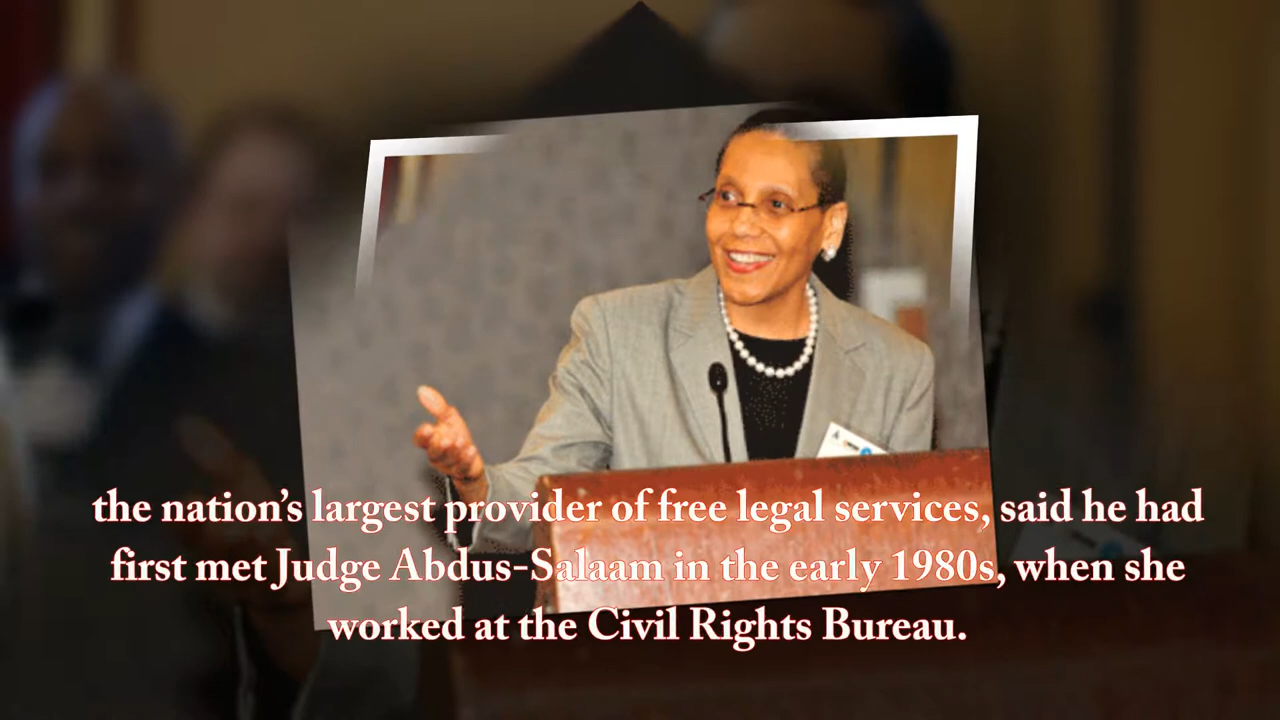 the nation’s largest provider of free legal services, said he had
first met Judge Abdus-Salaam in the early 1980s, when she
worked at the Civil Rights Bureau.